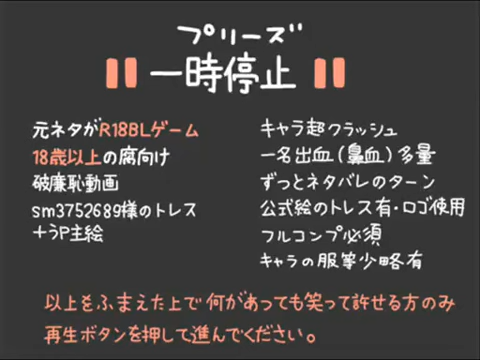 プリーズ
一時停止
元ネタがR18BLゲーム
18歳以上の腐向け
破廉恥動画
sm3752689様のトレス
+うP主絵
キャラ超クラッシュ
一名出血(鼻血)多量
ずっとネタバレのターン
公式絵のトレス有・ロゴ使用
フルコンプ必須
キャラの服等少略有
以上をふまえた上で何があっても笑って許せる方のみ
再生ボタンを押して進んでください。